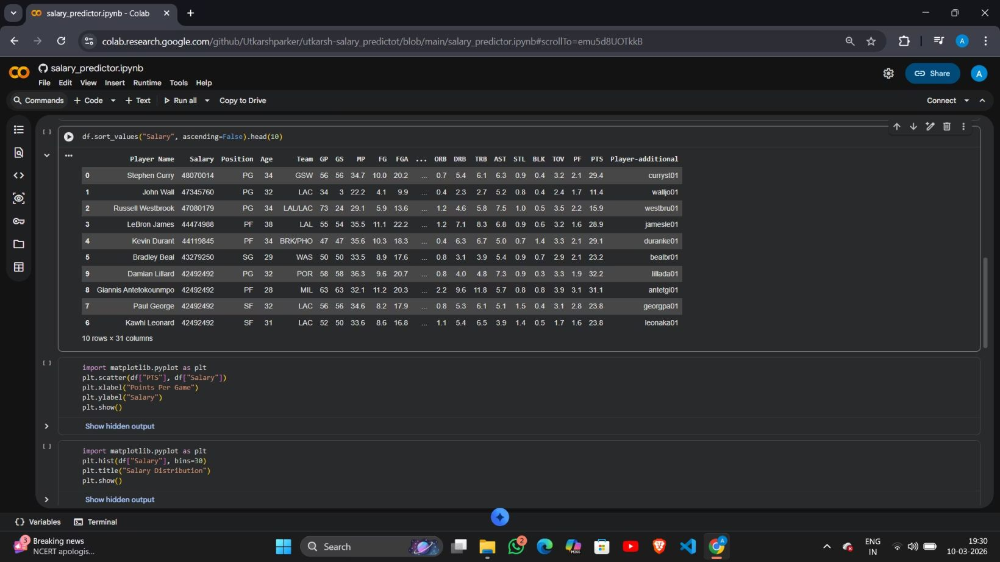 salary_predictor.ipynb - Colab
colab.research.google.com/github/Utkarshparker/utkarsh-salary_predictot/blob/main/salary_predictor.ipynb#scrollTo=emu5d8UOTkkB
A
CO
salary_predictor.ipynb
File Edit View Insert Runtime Tools Help
Share
A
Commands + Code + Text Run all Copy to Drive
Connect
[ ]
df.sort_values("Salary", ascending=False).head(10)
...
Player Name Salary Position Age Team GP GS MP FG FGA ... ORB DRB TRB AST STL BLK TOV PF PTS Player-additional
0 Stephen Curry 48070014 PG 34 GSW 56 56 34.7 10.0 20.2 ... 0.7 5.4 6.1 6.3 0.9 0.4 3.2 2.1 29.4 curryst01
1 John Wall 47345760 PG 32 LAC 34 3 22.2 4.1 9.9 ... 0.4 2.3 2.7 5.2 0.8 0.4 2.4 1.7 11.4 walljo01
2 Russell Westbrook 47080179 PG 34 LAL/LAC 73 24 29.1 5.9 13.6 ... 1.2 4.6 5.8 7.5 1.0 0.5 3.5 2.2 15.9 westbru01
3 LeBron James 44474988 PF 38 LAL 55 54 35.5 11.1 22.2 ... 1.2 7.1 8.3 6.8 0.9 0.6 3.2 1.6 28.9 jamesle01
4 Kevin Durant 44119845 PF 34 BRK/PHO 47 47 35.6 10.3 18.3 ... 0.4 6.3 6.7 5.0 0.7 1.4 3.3 2.1 29.1 duranke01
5 Bradley Beal 43279250 SG 29 WAS 50 50 33.5 8.9 17.6 ... 0.8 3.1 3.9 5.4 0.9 0.7 2.9 2.1 23.2 bealbr01
9 Damian Lillard 42492492 PG 32 POR 58 58 36.3 9.6 20.7 ... 0.8 4.0 4.8 7.3 0.9 0.3 3.3 1.9 32.2 lillada01
8 Giannis Antetokounmpo 42492492 PF 28 MIL 63 63 32.1 11.2 20.3 ... 2.2 9.6 11.8 5.7 0.8 0.8 3.9 3.1 31.1 antetgi01
7 Paul George 42492492 SF 32 LAC 56 56 34.6 8.2 17.9 ... 0.8 5.3 6.1 5.1 1.5 0.4 3.1 2.8 23.8 georgpa01
6 Kawhi Leonard 42492492 SF 31 LAC 52 50 33.6 8.6 16.8 ... 1.1 5.4 6.5 3.9 1.4 0.5 1.7 1.6 23.8 leonaka01
10 rows × 31 columns
[ ]
import matplotlib.pyplot as plt
plt.scatter(df["PTS"], df["Salary"])
plt.xlabel("Points Per Game")
plt.ylabel("Salary")
plt.show()
Show hidden output
[ ]
import matplotlib.pyplot as plt
plt.hist(df["Salary"], bins=30)
plt.title("Salary Distribution")
plt.show()
Show hidden output
{} Variables Terminal
3
Breaking news
NCERT apologis...
Search
2
M365
A
ENG
IN
19:30
10-03-2026